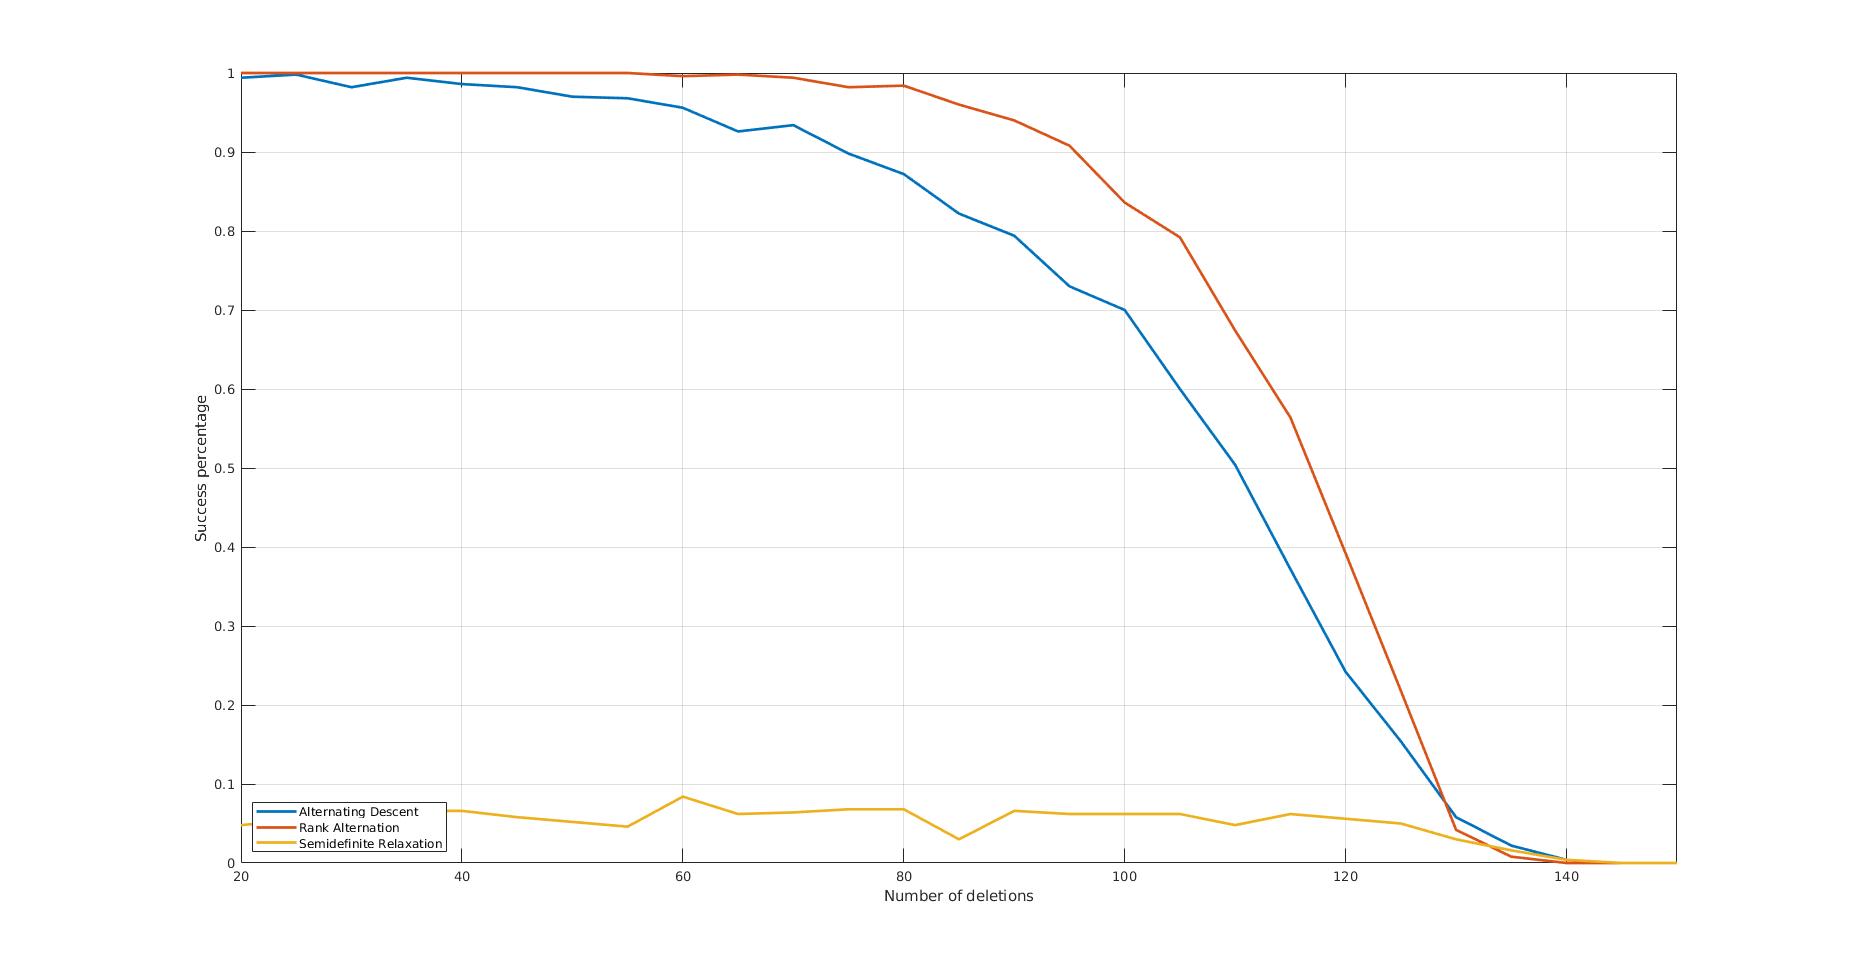 1
0.9
0.8
0.7
0.6
0.5
0.4
0.3
0.2
0.1
0
Success percentage
Alternating Descent
Rank Alternation
Semidefinite Relaxation
20 40 60 80 100 120 140
Number of deletions